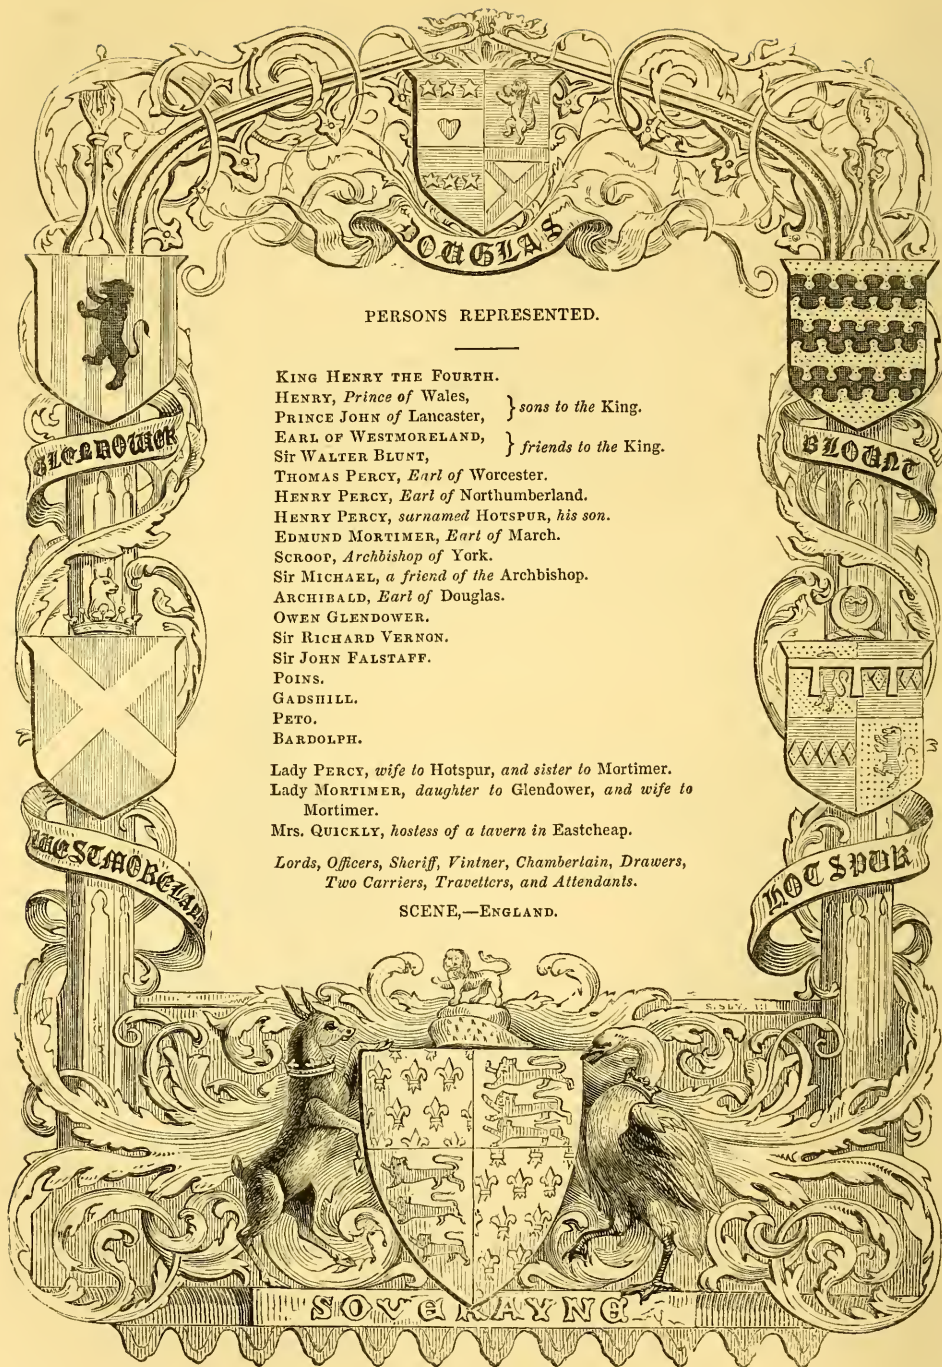 DOUGLAS
GLENDOWER
BLOUNT
PERSONS REPRESENTED.
KING HENRY THE FOURTH.
HENRY, Prince of Wales,
PRINCE JOHN of Lancaster, } sons to the King.
EARL OF WESTMORELAND,
Sir WALTER BLUNT, } friends to the King.
THOMAS PERCY, Earl of Worcester.
HENRY PERCY, Earl of Northumberland.
HENRY PERCY, surnamed HOTSPUR, his son.
EDMUND MORTIMER, Earl of March.
SCROOP, Archbishop of York.
Sir MICHAEL, a friend of the Archbishop.
ARCHIBALD, Earl of Douglas.
OWEN GLENDOWER.
Sir RICHARD VERNON.
Sir JOHN FALSTAFF.
POINS.
GADSHILL.
PETO.
BARDOLPH.
Lady PERCY, wife to Hotspur, and sister to Mortimer.
Lady MORTIMER, daughter to Glendower, and wife to
Mortimer.
Mrs. QUICKLY, hostess of a tavern in Eastcheap.
Lords, Officers, Sheriff, Vintner, Chamberlain, Drawers,
Two Carriers, Travellers, and Attendants.
SCENE,—ENGLAND.
WESTMORELAND
HOTSPUR
S. SLY.
SOVERAYNE